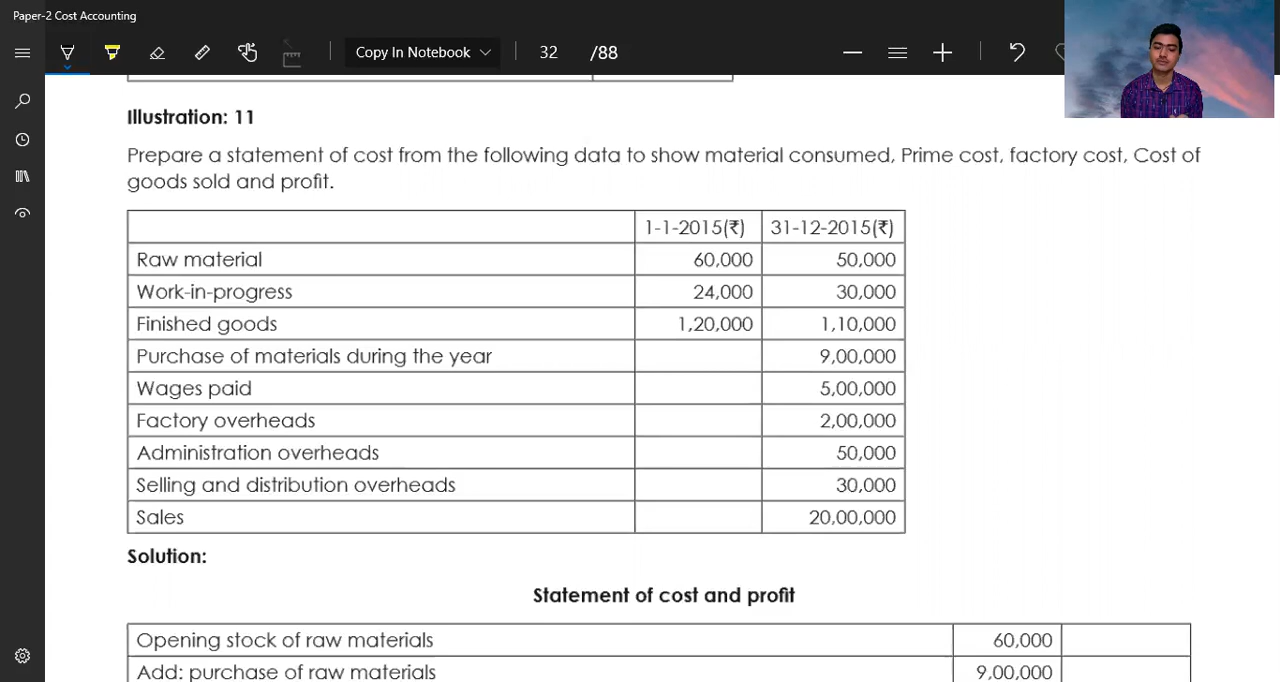 Paper-2 Cost Accounting
Copy In Notebook 32 /88
Illustration: 11
Prepare a statement of cost from the following data to show material consumed, Prime cost, factory cost, Cost of
goods sold and profit.
1-1-2015(₹) 31-12-2015(₹)
Raw material 60,000 50,000
Work-in-progress 24,000 30,000
Finished goods 1,20,000 1,10,000
Purchase of materials during the year 9,00,000
Wages paid 5,00,000
Factory overheads 2,00,000
Administration overheads 50,000
Selling and distribution overheads 30,000
Sales 20,00,000
Solution:
Statement of cost and profit
Opening stock of raw materials 60,000
Add: purchase of raw materials 9,00,000